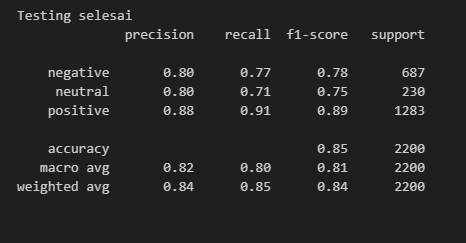 Testing selesai
precision recall f1-score support
negative 0.80 0.77 0.78 687
neutral 0.80 0.71 0.75 230
positive 0.88 0.91 0.89 1283
accuracy 0.85 2200
macro avg 0.82 0.80 0.81 2200
weighted avg 0.84 0.85 0.84 2200